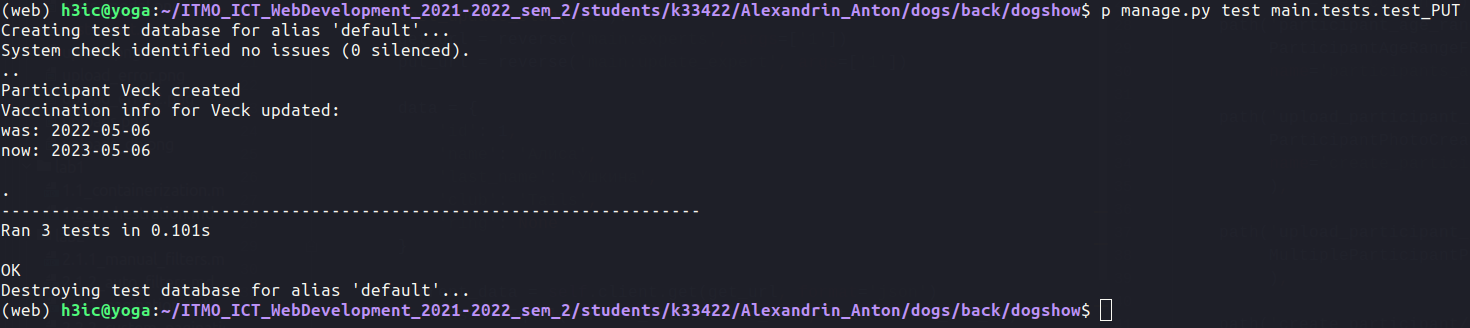 (web) h3ic@yoga:~/ITMO_ICT_WebDevelopment_2021-2022_sem_2/students/k33422/Alexandrin_Anton/dogs/back/dogshow$ p manage.py test main.tests.test_PUT
Creating test database for alias 'default'...
System check identified no issues (0 silenced).
..
Participant Veck created
Vaccination info for Veck updated:
was: 2022-05-06
now: 2023-05-06
.
----------------------------------------------------------------------
Ran 3 tests in 0.101s
OK
Destroying test database for alias 'default'...
(web) h3ic@yoga:~/ITMO_ICT_WebDevelopment_2021-2022_sem_2/students/k33422/Alexandrin_Anton/dogs/back/dogshow$